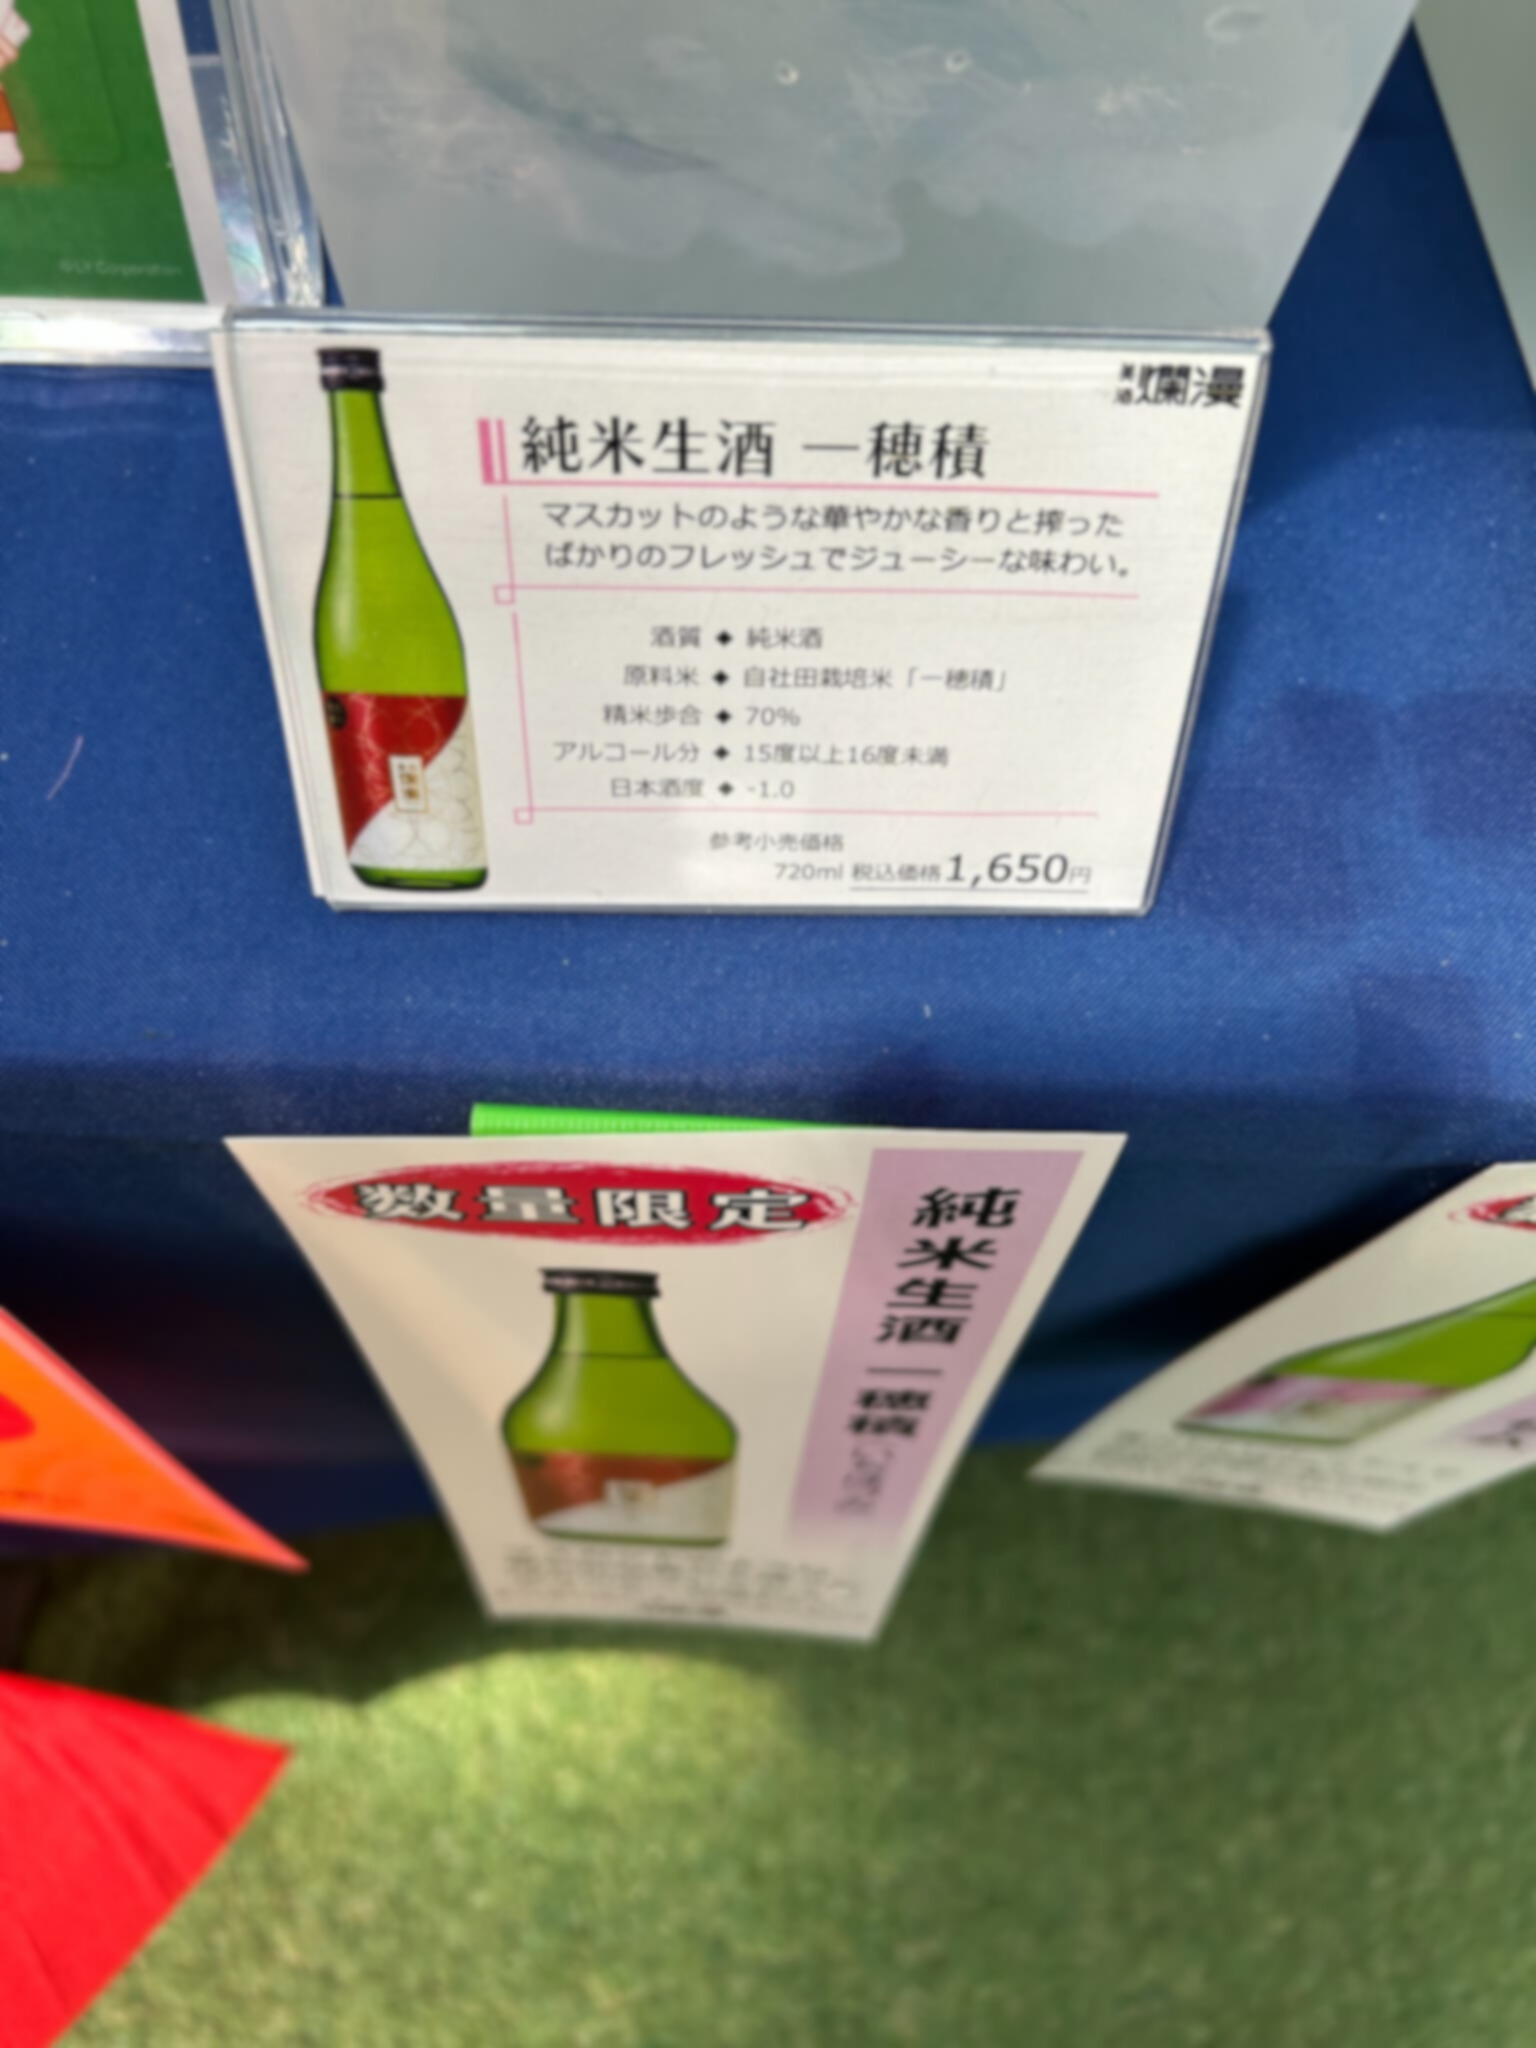 ©LY Corporation
美酒爛漫
純米生酒 一穂積
マスカットのような華やかな香りと搾った
ばかりのフレッシュでジューシーな味わい。
酒質 ◆ 純米酒
原料米 ◆ 自社田栽培米「一穂積」
精米歩合 ◆ 70%
アルコール分 ◆ 15度以上16度未満
日本酒度 ◆ -1.0
参考小売価格
720ml 税込価格1,650円
数量限定
純米生酒 一穂積